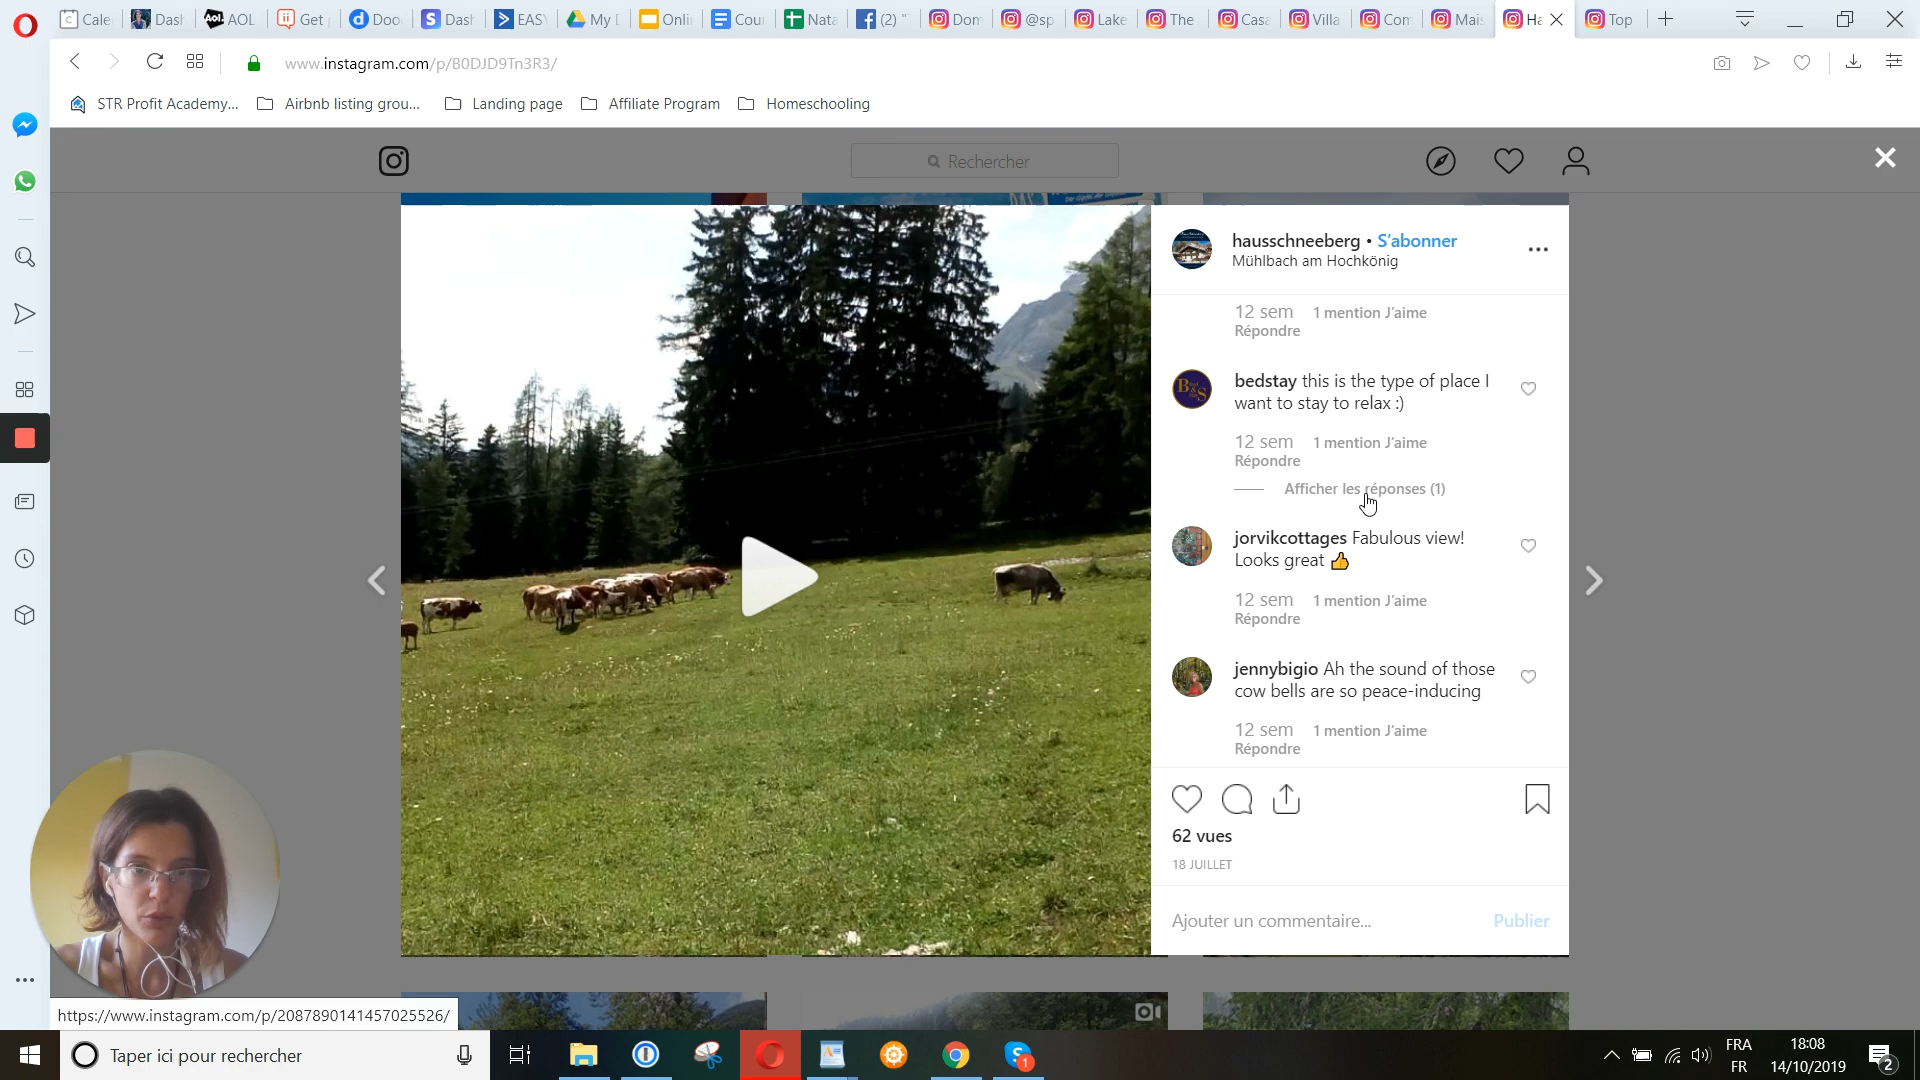 Cale
Dash
Aol.
AOL
Get
Doo
Dash
EASY
My D
Onli
Cour
Nata
(2) "
Dom
@sp
Lake
The
Casa
Villa
Com
Mais
Ha
Top
www.instagram.com/p/B0DJD9Tn3R3/
STR Profit Academy...
Airbnb listing grou...
Landing page
Affiliate Program
Homeschooling
Rechercher
hausschneeberg • S'abonner
Mühlbach am Hochkönig
12 sem 1 mention J'aime
Répondre
bedstay this is the type of place I
want to stay to relax :)
12 sem 1 mention J'aime
Répondre
Afficher les réponses (1)
jorvikcottages Fabulous view!
Looks great 👍
12 sem 1 mention J'aime
Répondre
jennybigio Ah the sound of those
cow bells are so peace-inducing
12 sem 1 mention J'aime
Répondre
62 vues
18 JUILLET
Ajouter un commentaire... Publier
https://www.instagram.com/p/2087890141457025526/
Taper ici pour rechercher
1
FRA
FR
18:08
14/10/2019
2